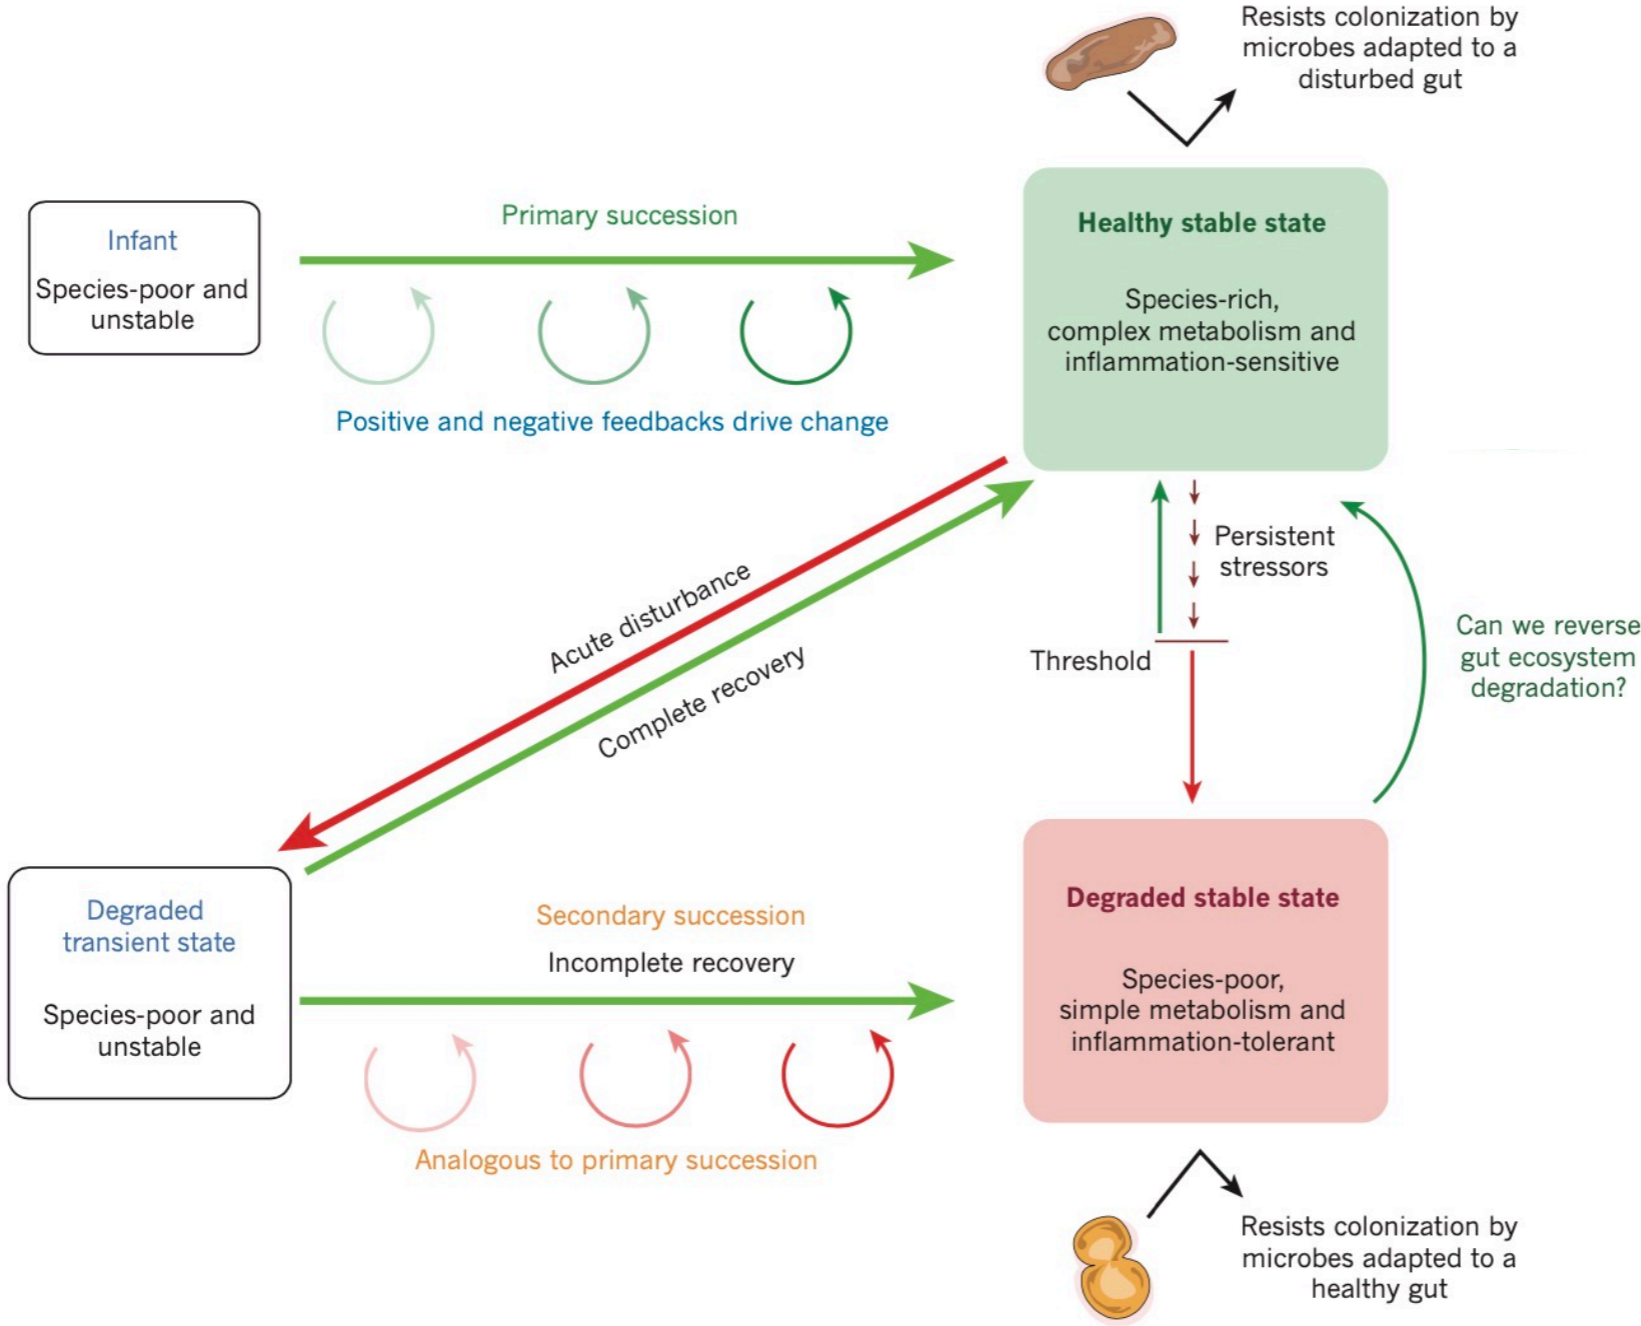 Resists colonization by
microbes adapted to a
disturbed gut
Primary succession
Infant
Species-poor and
unstable
Positive and negative feedbacks drive change
Healthy stable state
Species-rich,
complex metabolism and
inflammation-sensitive
Acute disturbance
Complete recovery
Persistent
stressors
Threshold
Can we reverse
gut ecosystem
degradation?
Degraded
transient state
Species-poor and
unstable
Secondary succession
Incomplete recovery
Analogous to primary succession
Degraded stable state
Species-poor,
simple metabolism and
inflammation-tolerant
Resists colonization by
microbes adapted to a
healthy gut